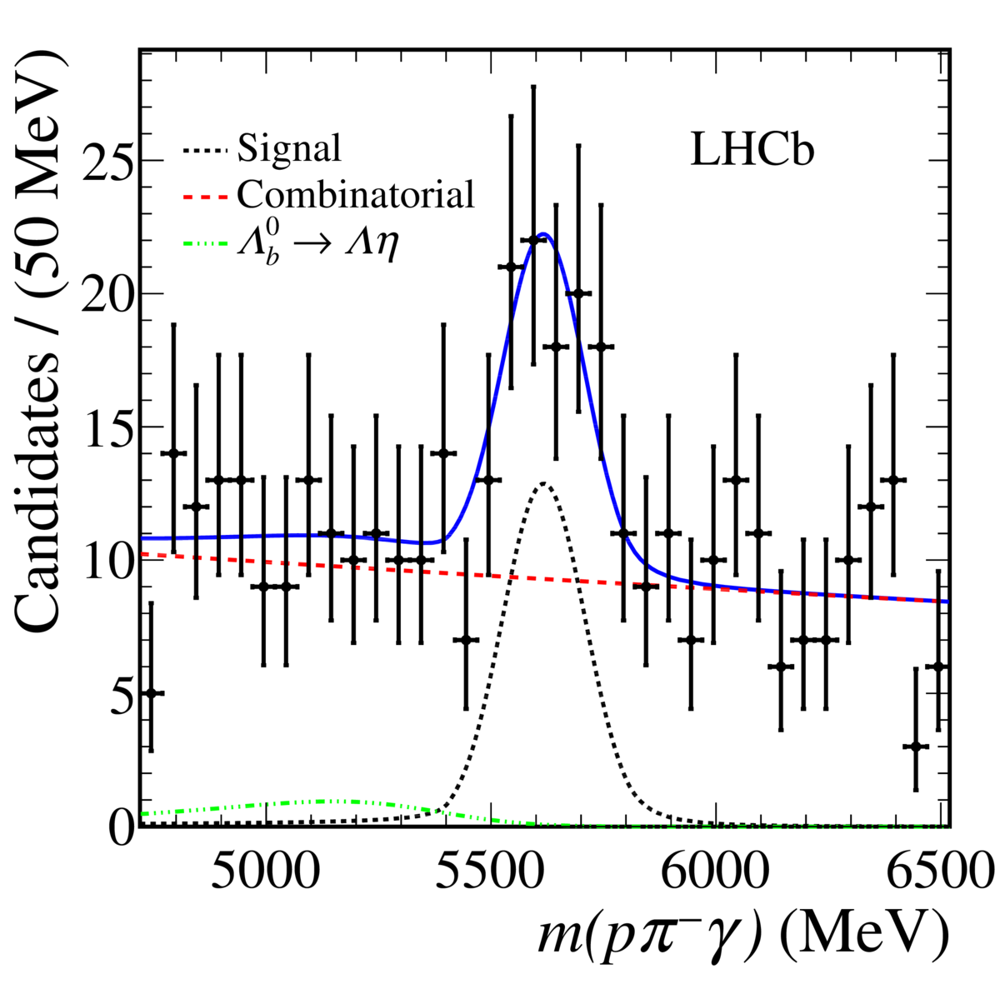 Candidates / (50 MeV)
25
20
15
10
5
0
Signal
Combinatorial
Λ⁰_b → Λη
LHCb
5000 5500 6000 6500
m(pπ⁻γ) (MeV)